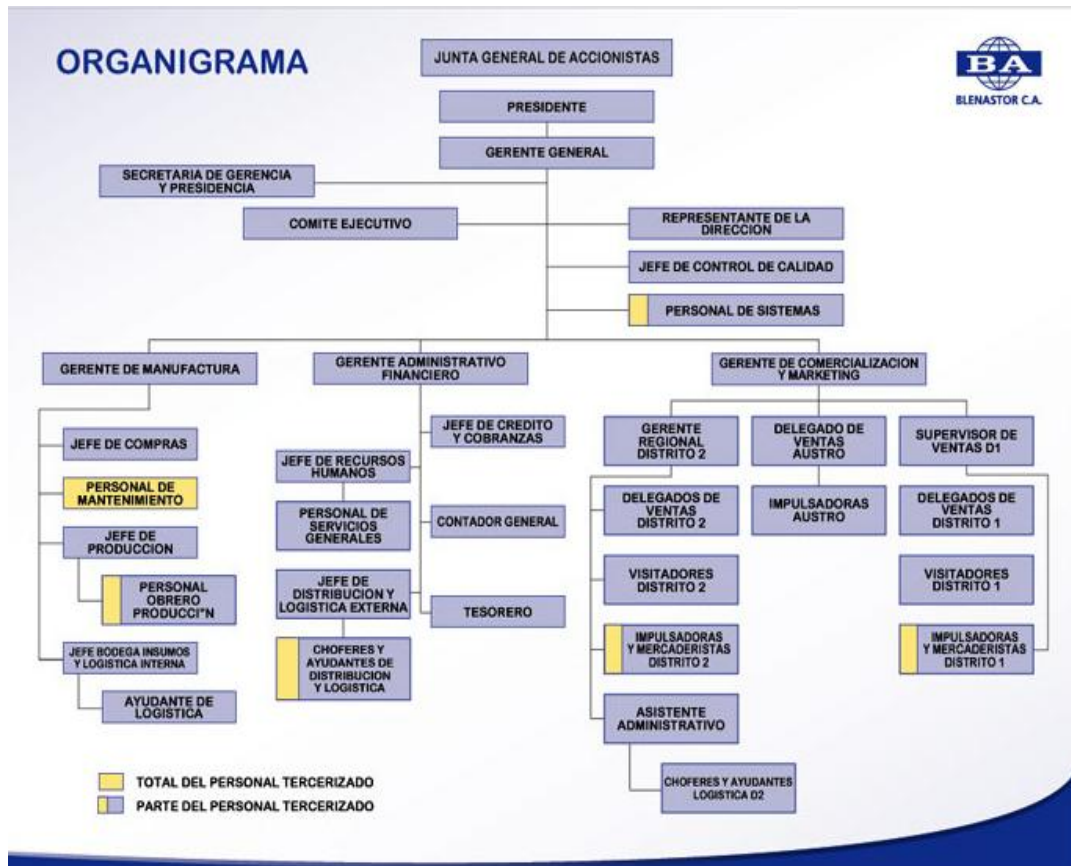 ORGANIGRAMA
JUNTA GENERAL DE ACCIONISTAS
BA
BLENASTOR C.A.
PRESIDENTE
GERENTE GENERAL
SECRETARIA DE GERENCIA
Y PRESIDENCIA
COMITE EJECUTIVO
REPRESENTANTE DE LA
DIRECCION
JEFE DE CONTROL DE CALIDAD
PERSONAL DE SISTEMAS
GERENTE DE MANUFACTURA
JEFE DE COMPRAS
PERSONAL DE
MANTENIMIENTO
JEFE DE
PRODUCCION
PERSONAL
OBRERO
PRODUCCI"N
JEFE BODEGA INSUMOS
Y LOGISTICA INTERNA
AYUDANTE DE
LOGISTICA
GERENTE ADMINISTRATIVO
FINANCIERO
JEFE DE CREDITO
Y COBRANZAS
JEFE DE RECURSOS
HUMANOS
PERSONAL DE
SERVICIOS
GENERALES
CONTADOR GENERAL
JEFE DE
DISTRIBUCION Y
LOGISTICA EXTERNA
TESORERO
CHOFERES Y
AYUDANTES DE
DISTRIBUCION
Y LOGISTICA
GERENTE DE COMERCIALIZACION
Y MARKETING
GERENTE
REGIONAL
DISTRITO 2
DELEGADOS DE
VENTAS
DISTRITO 2
VISITADORES
DISTRITO 2
IMPULSADORAS
Y MERCADERISTAS
DISTRITO 2
ASISTENTE
ADMINISTRATIVO
CHOFERES Y AYUDANTES
LOGISTICA D2
DELEGADO DE
VENTAS
AUSTRO
IMPULSADORAS
AUSTRO
SUPERVISOR DE
VENTAS D1
DELEGADOS DE
VENTAS
DISTRITO 1
VISITADORES
DISTRITO 1
IMPULSADORAS
Y MERCADERISTAS
DISTRITO 1
TOTAL DEL PERSONAL TERCERIZADO
PARTE DEL PERSONAL TERCERIZADO